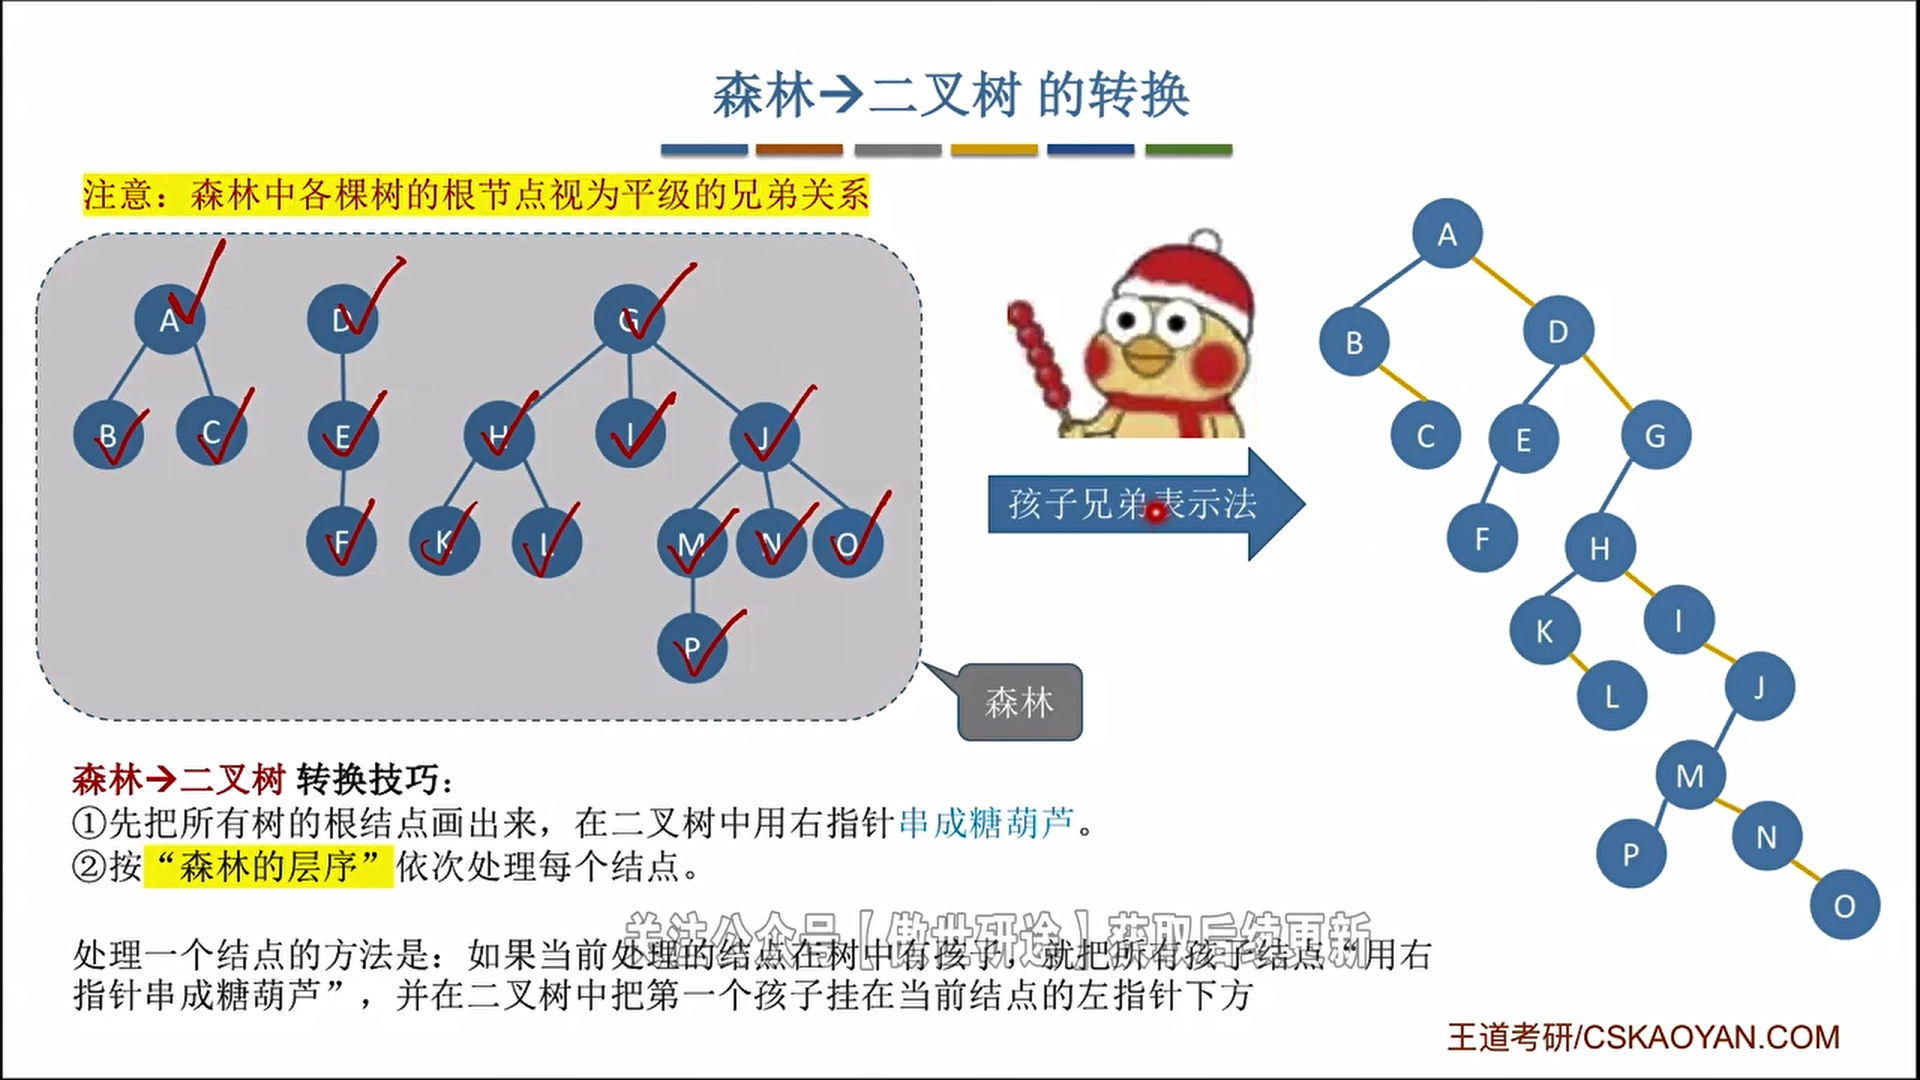 森林→二叉树 的转换
注意：森林中各棵树的根节点视为平级的兄弟关系
A D G
B C E H I J
F K L M N O
P
森林
孩子兄弟表示法
A
B D
C E G
F H
K I
L J
M
P N
O
森林→二叉树 转换技巧：
①先把所有树的根结点画出来，在二叉树中用右指针串成糖葫芦。
②按“森林的层序”依次处理每个结点。
关注公众号【傲世研途】获取后续更新
处理一个结点的方法是：如果当前处理的结点在树中有孩子，就把所有孩子结点“用右
指针串成糖葫芦”，并在二叉树中把第一个孩子挂在当前结点的左指针下方
王道考研/CSKAOYAN.COM